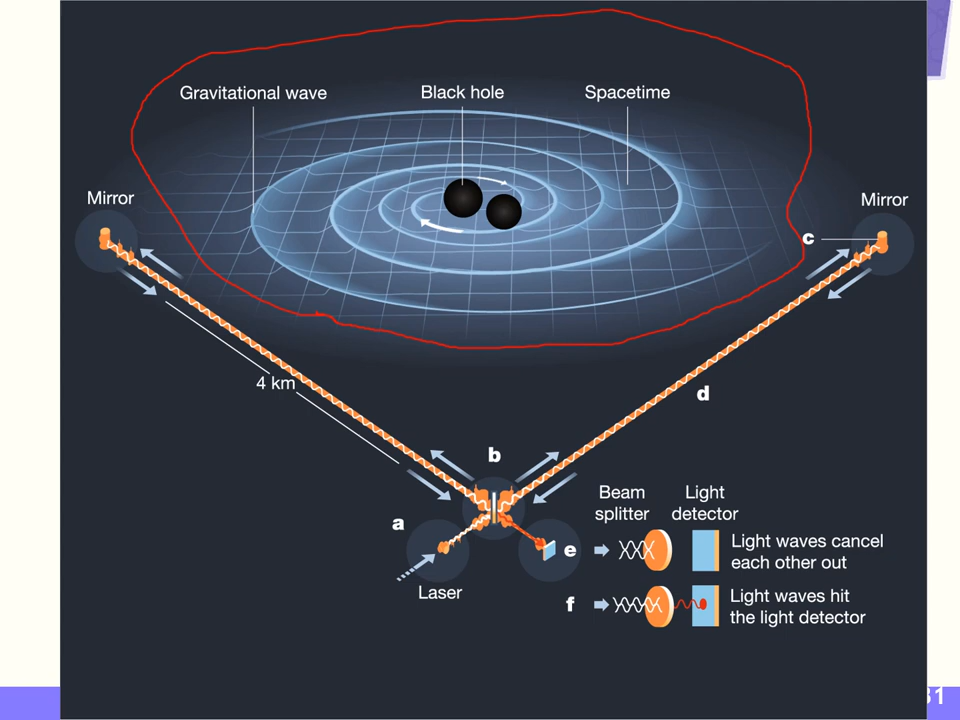 Gravitational wave
Black hole
Spacetime
Mirror
Mirror
c
4 km
d
b
a
Laser
Beam
splitter
Light
detector
e
Light waves cancel
each other out
f
Light waves hit
the light detector